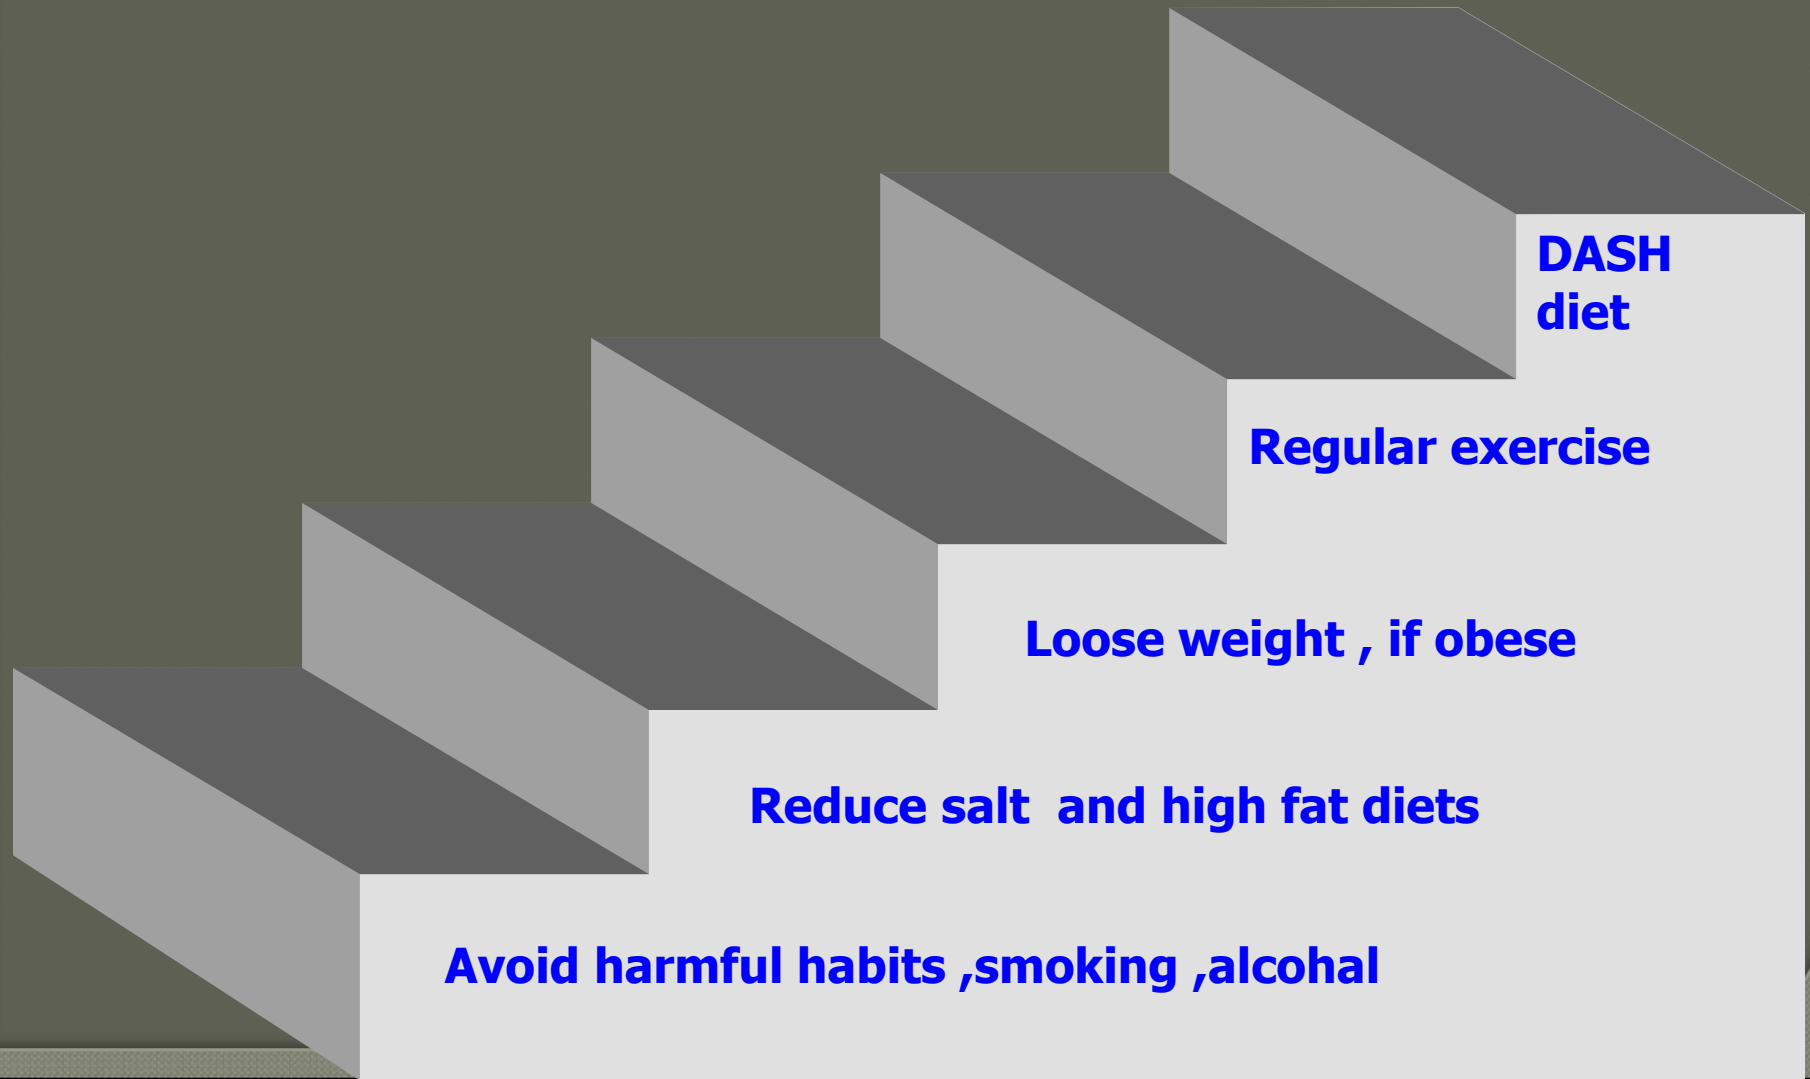 DASH
diet
Regular exercise
Loose weight , if obese
Reduce salt  and high fat diets
Avoid harmful habits ,smoking ,alcohal